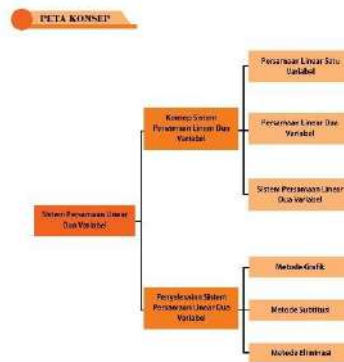 PETA KONSEP
Persamaan Linear Satu
Variabel
Konsep Sistem
Persamaan Linear Dua
Variabel
Persamaan Linear Dua
Variabel
Sistem Persamaan Linear
Dua Variabel
Sistem Persamaan Linear
Dua Variabel
Metode Grafik
Penyelesaian Sistem
Persamaan Linear Dua
Variabel
Metode Subtitusi
Metode Eliminasi